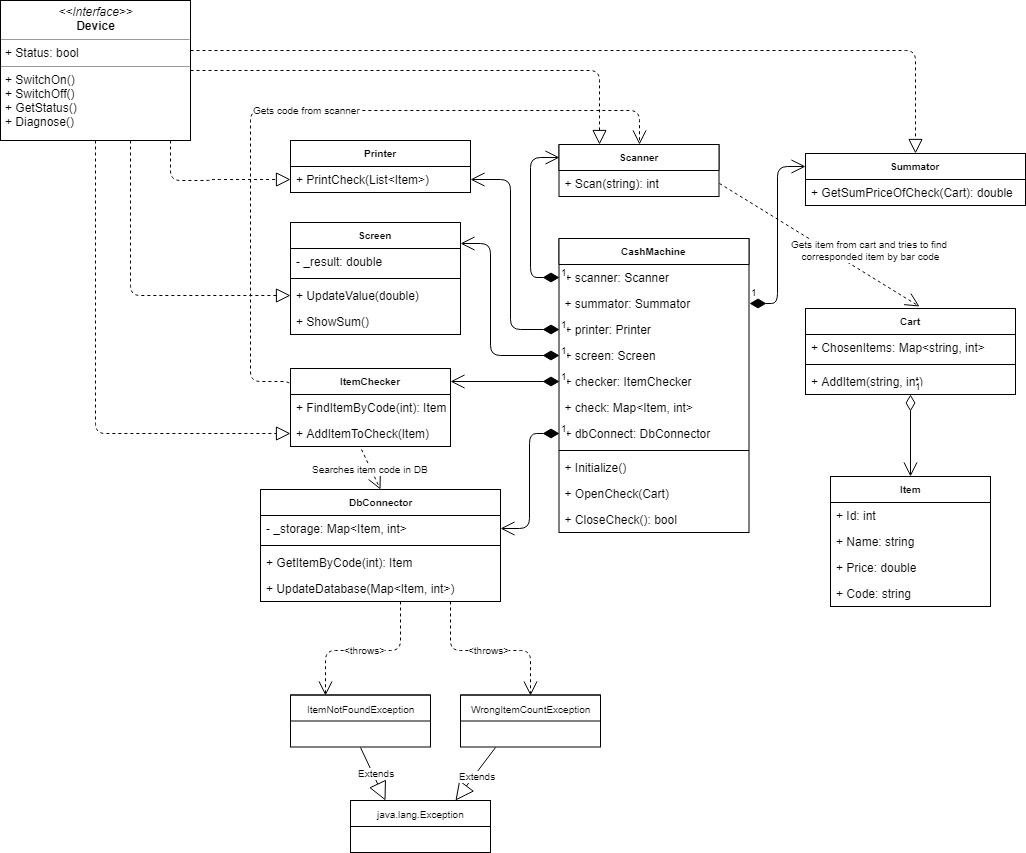 <<Interface>>
Device
+ Status: bool
+ SwitchOn()
+ SwitchOff()
+ GetStatus()
+ Diagnose()
Gets code from scanner
Printer
+ PrintCheck(List<Item>)
Scanner
+ Scan(string): int
Summator
+ GetSumPriceOfCheck(Cart): double
Screen
- _result: double
+ UpdateValue(double)
+ ShowSum()
CashMachine
1
+ scanner: Scanner
+ summator: Summator
1
1
+ printer: Printer
1
+ screen: Screen
1
+ checker: ItemChecker
+ check: Map<Item, int>
1
+ dbConnect: DbConnector
+ Initialize()
+ OpenCheck(Cart)
+ CloseCheck(): bool
Gets item from cart and tries to find
corresponded item by bar code
Cart
+ ChosenItems: Map<string, int>
+ AddItem(string, int)
1
ItemChecker
+ FindItemByCode(int): Item
+ AddItemToCheck(Item)
Searches item code in DB
DbConnector
- _storage: Map<Item, int>
+ GetItemByCode(int): Item
+ UpdateDatabase(Map<Item, int>)
Item
+ Id: int
+ Name: string
+ Price: double
+ Code: string
<throws>
<throws>
ItemNotFoundException
WrongItemCountException
Extends
Extends
java.lang.Exception